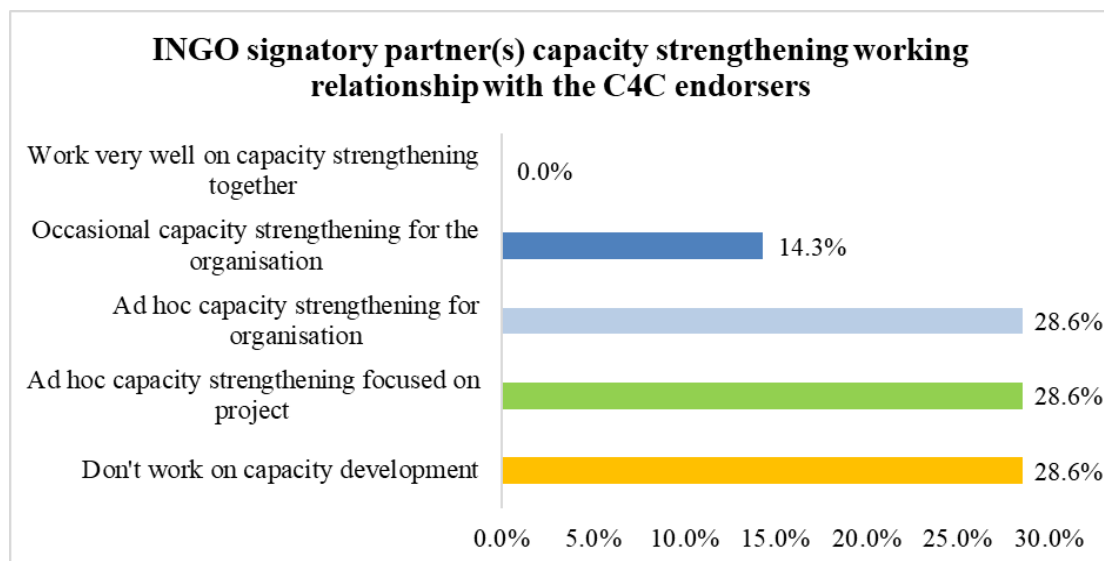 INGO signatory partner(s) capacity strengthening working
relationship with the C4C endorsers
Work very well on capacity strengthening
together
0.0%
Occasional capacity strengthening for the
organisation
14.3%
Ad hoc capacity strengthening for
organisation
28.6%
Ad hoc capacity strengthening focused on
project
28.6%
Don't work on capacity development
28.6%
0.0% 5.0% 10.0% 15.0% 20.0% 25.0% 30.0%